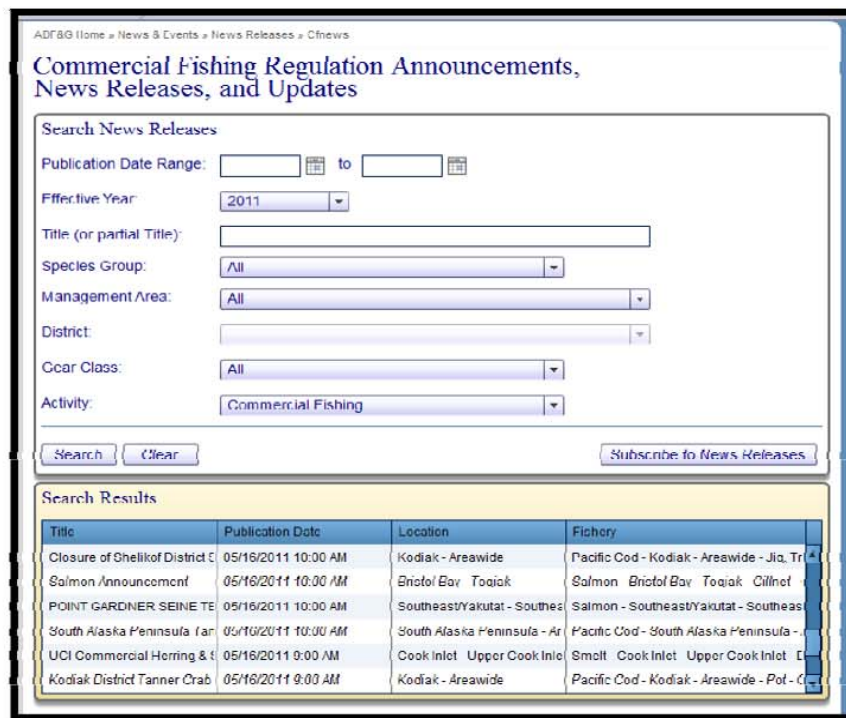 ADF&G Home » News & Events » News Releases » Cfnews
Commercial Fishing Regulation Announcements,
News Releases, and Updates
Search News Releases
Publication Date Range: to
Effective Year: 2011
Title (or partial Title):
Species Group: All
Management Area: All
District:
Gear Class: All
Activity: Commercial Fishing
Search Clear Subscribe to News Releases
Search Results
Title Publication Date Location Fishery
Closure of Shelikof District S 05/16/2011 10:00 AM Kodiak - Areawide Pacific Cod - Kodiak - Areawide - Jig, Tr
Salmon Announcement 05/16/2011 10:00 AM Bristol Bay Togiak Salmon Bristol Bay Togiak Gillnet
POINT GARDNER SEINE TE 05/16/2011 10:00 AM Southeast/Yakutat - Southeas Salmon - Southeast/Yakutat - Southeast
South Alaska Peninsula Tan 05/16/2011 10:00 AM South Alaska Peninsula - Ar Pacific Cod - South Alaska Peninsula -
UCI Commercial Herring & S 05/16/2011 9:00 AM Cook Inlet Upper Cook Inle Smelt Cook Inlet Upper Cook Inlet
Kodiak District Tanner Crab 05/16/2011 9:00 AM Kodiak - Areawide Pacific Cod - Kodiak - Areawide - Pot -